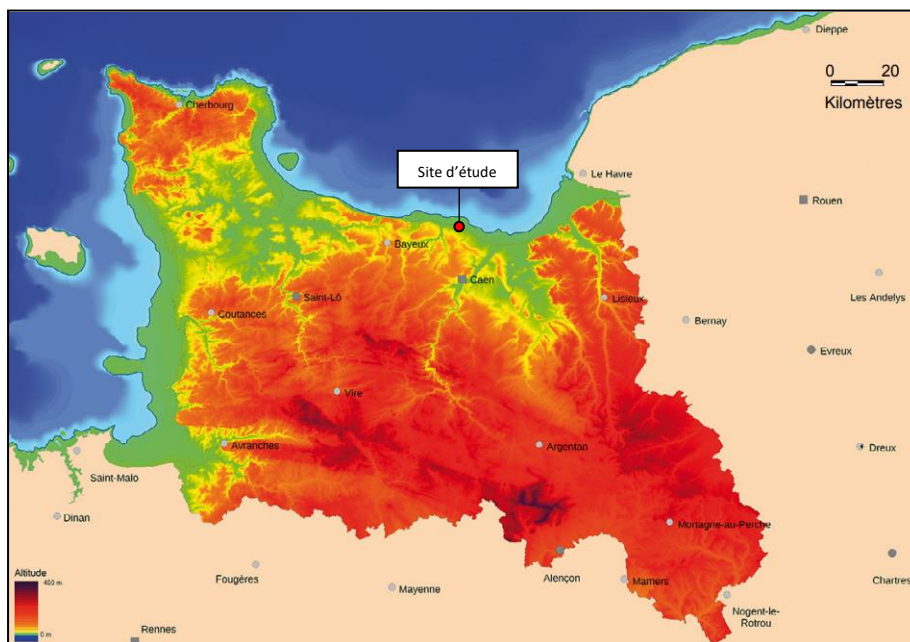 Dieppe
0 20
Kilomètres
Cherbourg
Site d'étude
Le Havre
Rouen
Bayeux
Caen
Les Andelys
Saint-Lô
Lisieux
Coutances
Bernay
Evreux
Vire
Avranches
Argentan
Dreux
Saint-Malo
Dinan
Mortagne-au-Perche
Alençon
Chartres
Fougères
Mayenne
Mamers
Nogent-le-
Rotrou
Rennes
Altitude
450 m
0 m